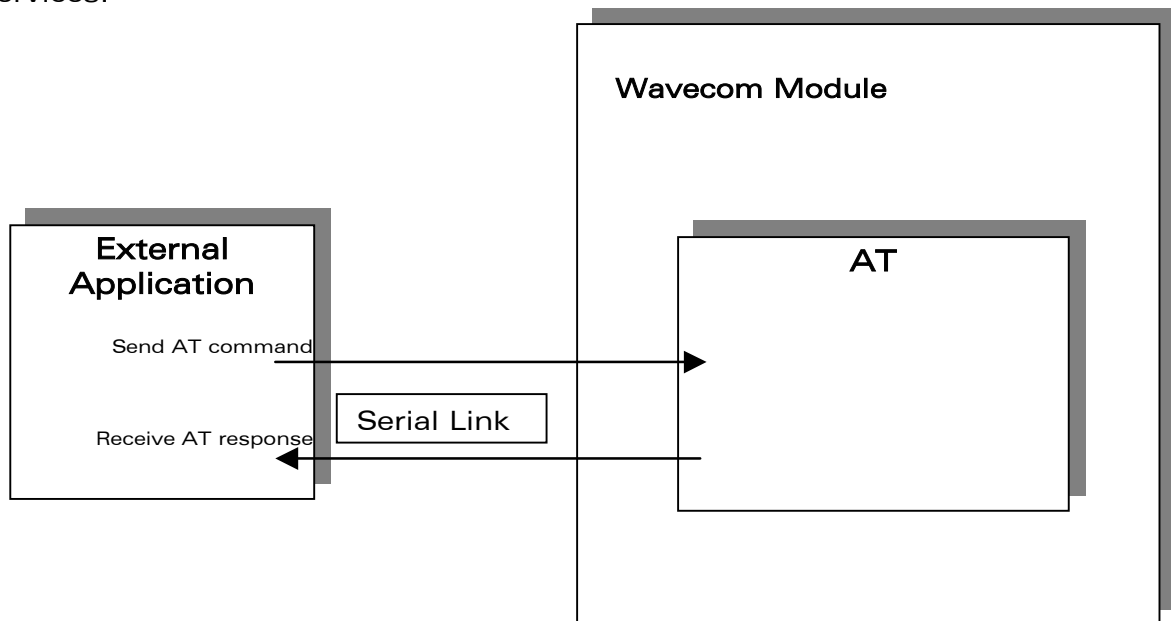 Wavecom Module
External
Application
AT
Send AT command
Serial Link
Receive AT response